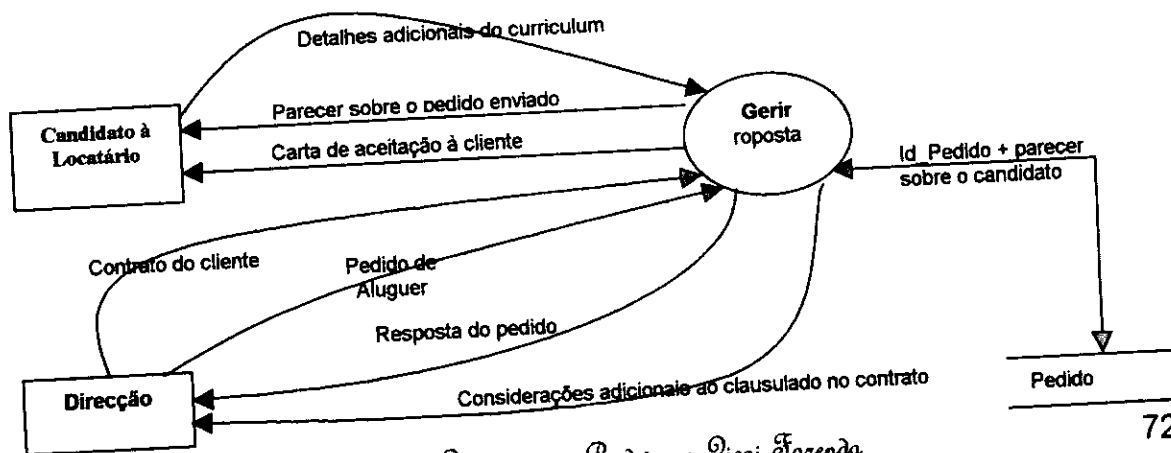 Detalhes adicionais do curriculum
Candidato à
Locatário
Parecer sobre o pedido enviado
Carta de aceitação à cliente
Gerir
roposta
Id_Pedido + parecer
sobre o candidato
Contrato do cliente
Pedido de
Aluguer
Resposta do pedido
Considerações adicionais ao clausulado no contrato
Direcção
Pedido
72
Fazenda